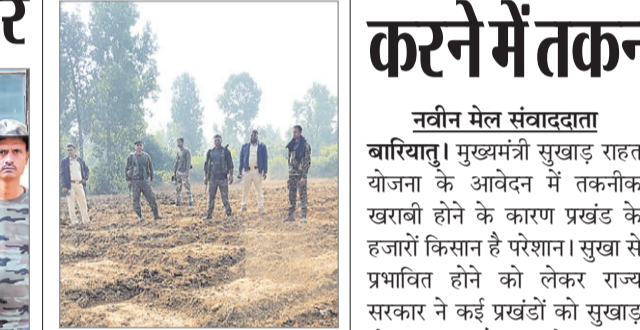 र
करने में तकन
नवीन मेल संवाददाता
बारियातु। मुख्यमंत्री सुखाड़ राहत
योजना के आवेदन में तकनीक
खराबी होने के कारण प्रखंड के
हजारों किसान है परेशान। सुखा से
प्रभावित होने को लेकर राज्य
सरकार ने कई प्रखंडों को सुखाड़